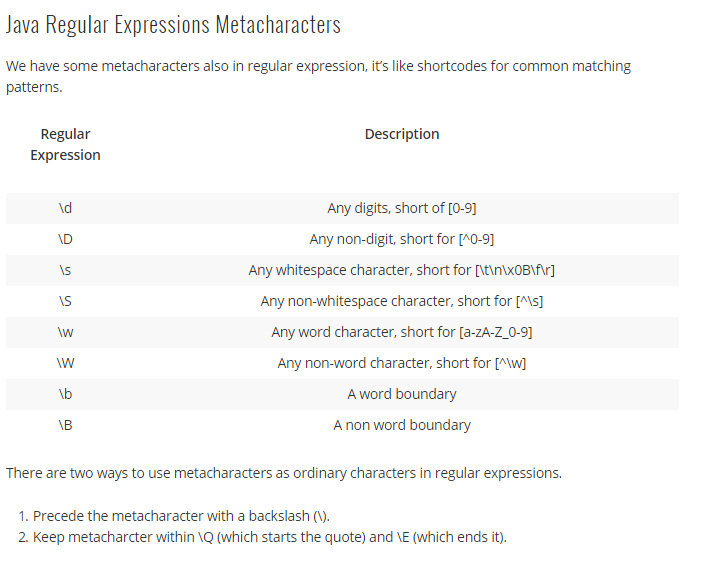 Java Regular Expressions Metacharacters
We have some metacharacters also in regular expression, it's like shortcodes for common matching
patterns.
Regular Description
Expression
\d Any digits, short of [0-9]
\D Any non-digit, short for [^0-9]
\s Any whitespace character, short for [\t\n\x0B\f\r]
\S Any non-whitespace character, short for [^\s]
\w Any word character, short for [a-zA-Z_0-9]
\W Any non-word character, short for [^\w]
\b A word boundary
\B A non word boundary
There are two ways to use metacharacters as ordinary characters in regular expressions.
1. Precede the metacharacter with a backslash (\).
2. Keep metacharcter within \Q (which starts the quote) and \E (which ends it).